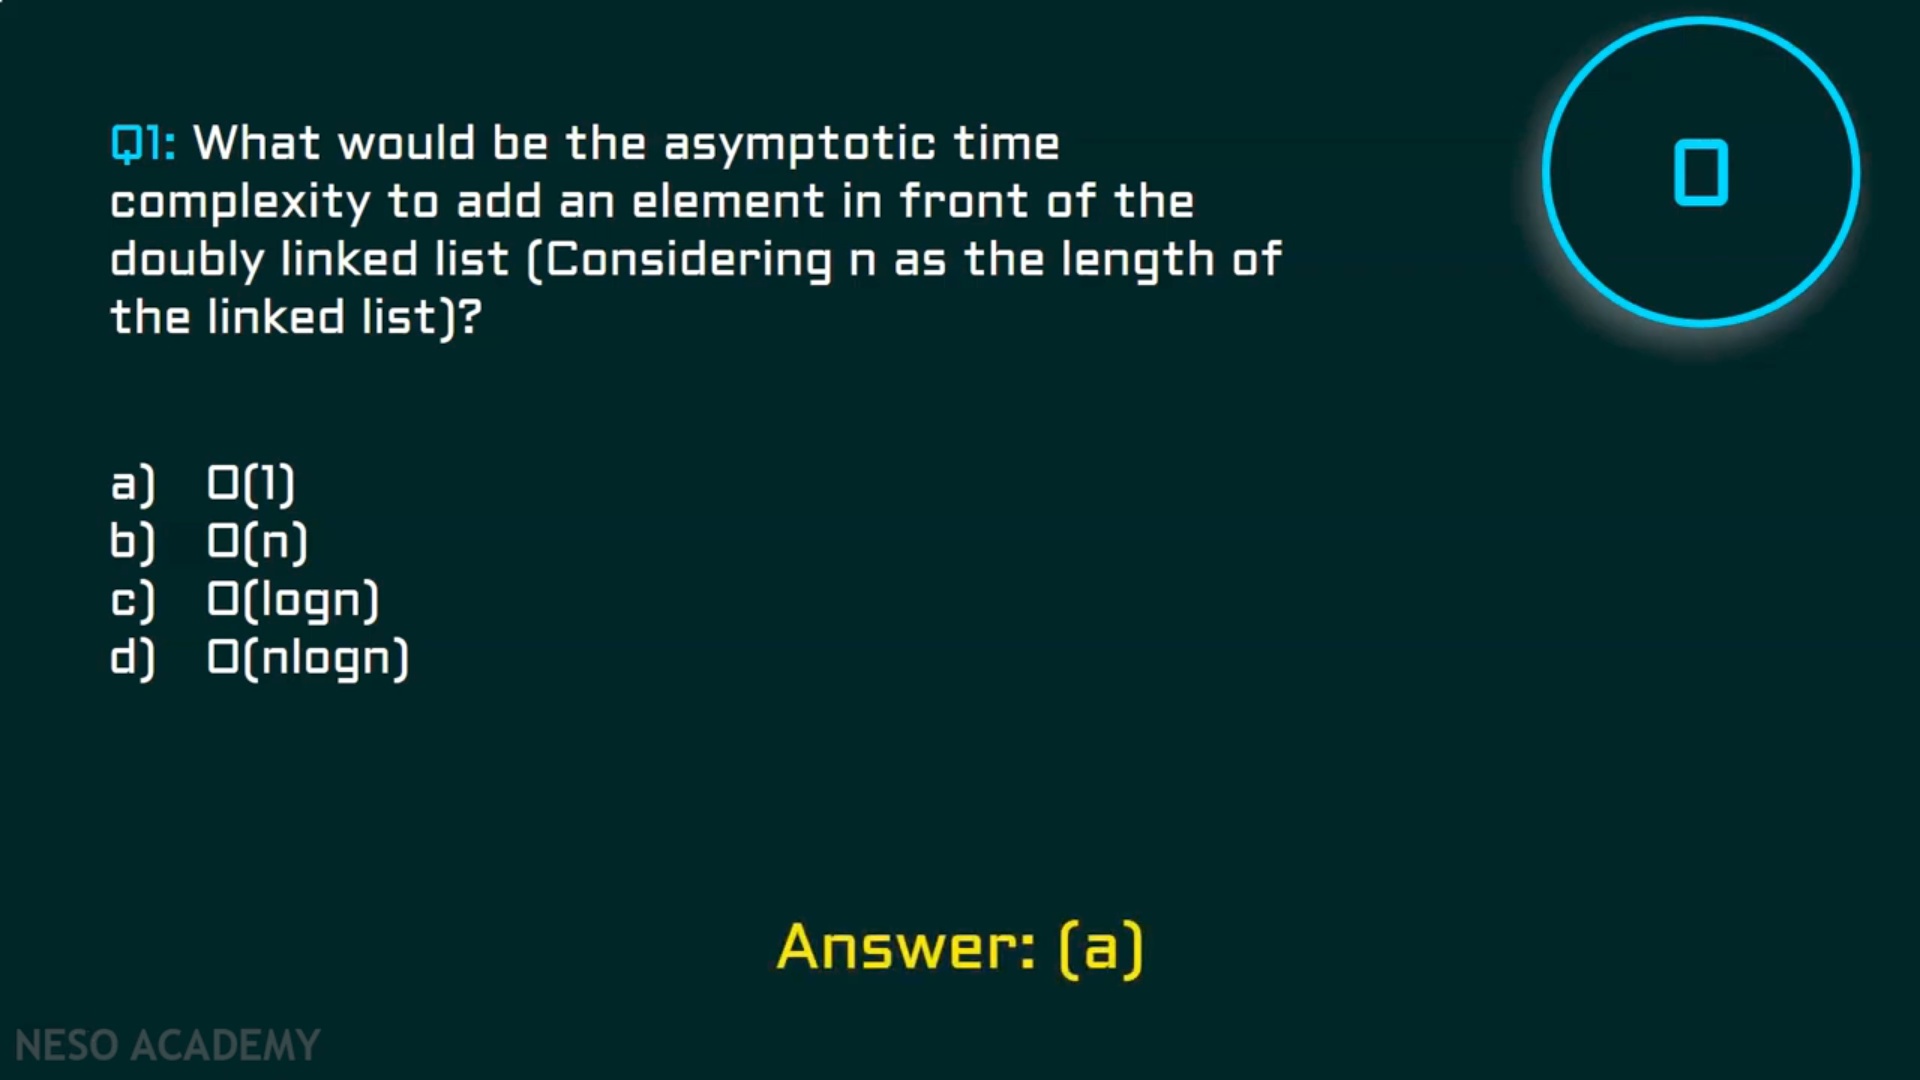 Q1: What would be the asymptotic time
complexity to add an element in front of the
doubly linked list (Considering n as the length of
the linked list)?
0
a) O(1)
b) O(n)
c) O(logn)
d) O(nlogn)
Answer: (a)
NESO ACADEMY